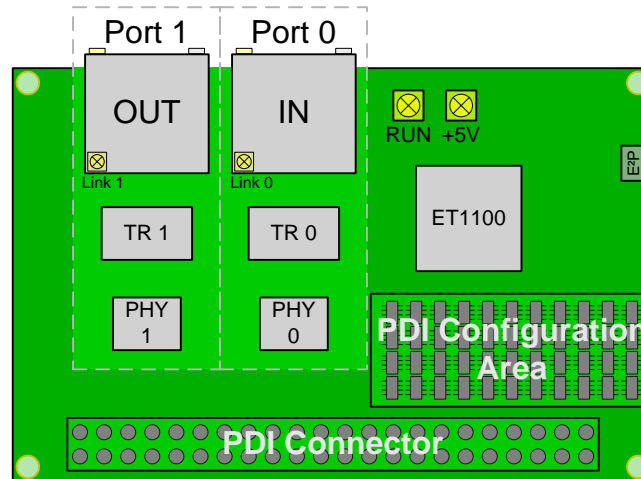 Port 1
Port 0
OUT
IN
RUN
+5V
Link 1
Link 0
E²P
TR 1
TR 0
ET1100
PHY
1
PHY
0
PDI Configuration
Area
PDI Connector